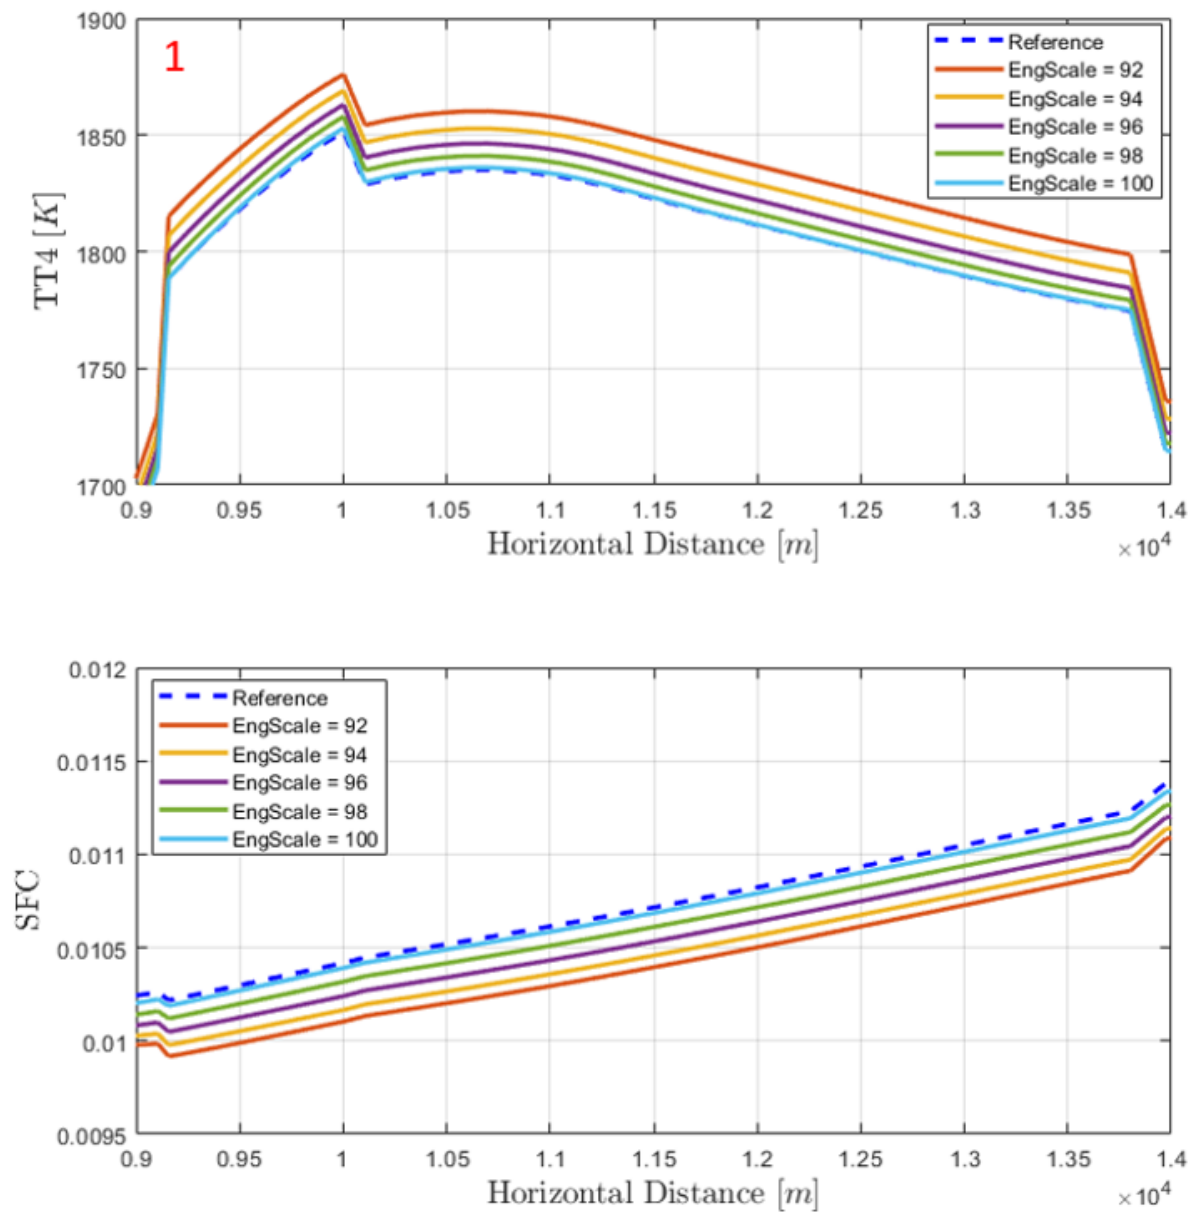 1
TT4 [K]
1900
1850
1800
1750
1700
Reference
EngScale = 92
EngScale = 94
EngScale = 96
EngScale = 98
EngScale = 100
0.9 0.95 1 1.05 1.1 1.15 1.2 1.25 1.3 1.35 1.4
Horizontal Distance [m]
×10⁴
SFC
0.012
0.0115
0.011
0.0105
0.01
0.0095
Reference
EngScale = 92
EngScale = 94
EngScale = 96
EngScale = 98
EngScale = 100
0.9 0.95 1 1.05 1.1 1.15 1.2 1.25 1.3 1.35 1.4
Horizontal Distance [m]
×10⁴